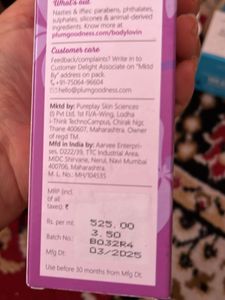 What's out
Nasties & iffies: parabens, phthalates,
sulphates, silicones & animal-derived
ingredients. Know more at
plumgoodness.com/bodylovin
Customer care
Feedback/complaints? Write in to
Customer Delight Associate on "Mktd
By" address on pack.
+91-75064-96604
hello@plumgoodness.com
Mktd by: Pureplay Skin Sciences
(I) Pvt Ltd, 1st Fl/A-Wing, Lodha
i-Think TechnoCampus, Chirak Ngr,
Thane 400607, Maharashtra. Owner
of regd TM.
Mfd in India by: Aarvee Enterpri-
ses, D222/39, TTC Industrial Area,
MIDC Shirvane, Nerul, Navi Mumbai
400706, Maharashtra.
M. L. No.: MH/104535
MRP (incl.
of all
taxes): ₹
Rs. per ml: 525.00
3.50
Batch No.: B032R4
Mfg Dt: 03/2025
Use before 30 months from Mfg Dt.